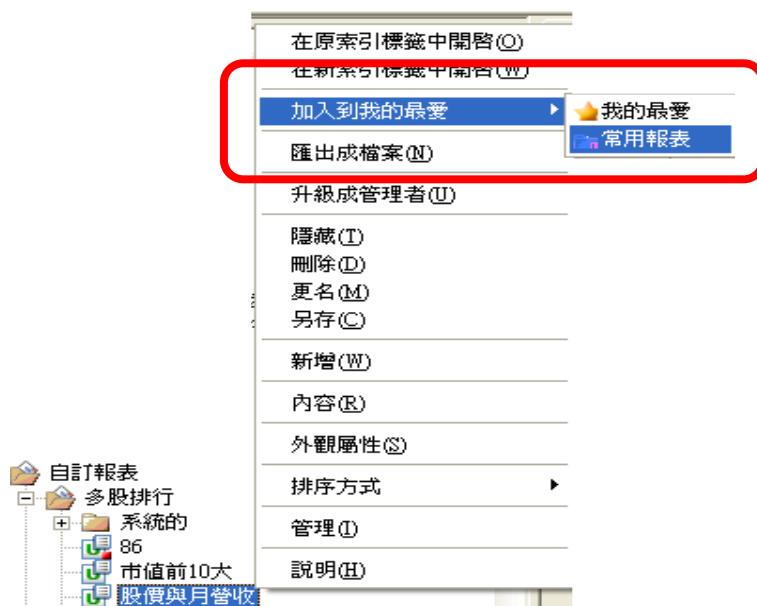 在原索引標籤中開啓(O)
在新索引標籤中開啓(W)
加入到我的最愛
我的最愛
常用報表
匯出成檔案(N)
升級成管理者(U)
隱藏(T)
刪除(D)
更名(M)
另存(C)
新增(W)
內容(R)
外觀屬性(S)
排序方式
管理(I)
說明(H)
自訂報表
多股排行
系統的
86
市值前10大
股價與月營收